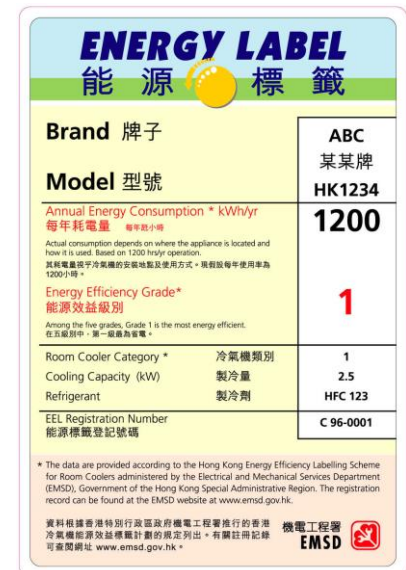 ENERGY LABEL
能源標籤
Brand 牌子
ABC
某某牌
Model 型號
HK1234
Annual Energy Consumption * kWh/yr
每年耗電量 每年跑小時
1200
Actual consumption depends on where the appliance is located and
how it is used. Based on 1200 hrs/yr operation.
其耗電量視乎冷氣機的安裝地點及使用方式。現假設每年使用率為
1200小時。
Energy Efficiency Grade*
能源效益級別
1
Among the five grades, Grade 1 is the most energy efficient.
在五級別中，第一級最為省電。
Room Cooler Category * 冷氣機類別 1
Cooling Capacity (kW) 製冷量 2.5
Refrigerant 製冷劑 HFC 123
EEL Registration Number
能源標籤登記號碼
C 96-0001
* The data are provided according to the Hong Kong Energy Efficiency Labelling Scheme
for Room Coolers administered by the Electrical and Mechanical Services Department
(EMSD), Government of the Hong Kong Special Administrative Region. The registration
record can be found at the EMSD website at www.emsd.gov.hk.
資料根據香港特別行政區政府機電工程署推行的香港
冷氣機能源效益標籤計劃的規定列出。有關註冊記錄
可查閱網址 www.emsd.gov.hk。
機電工程署
EMSD